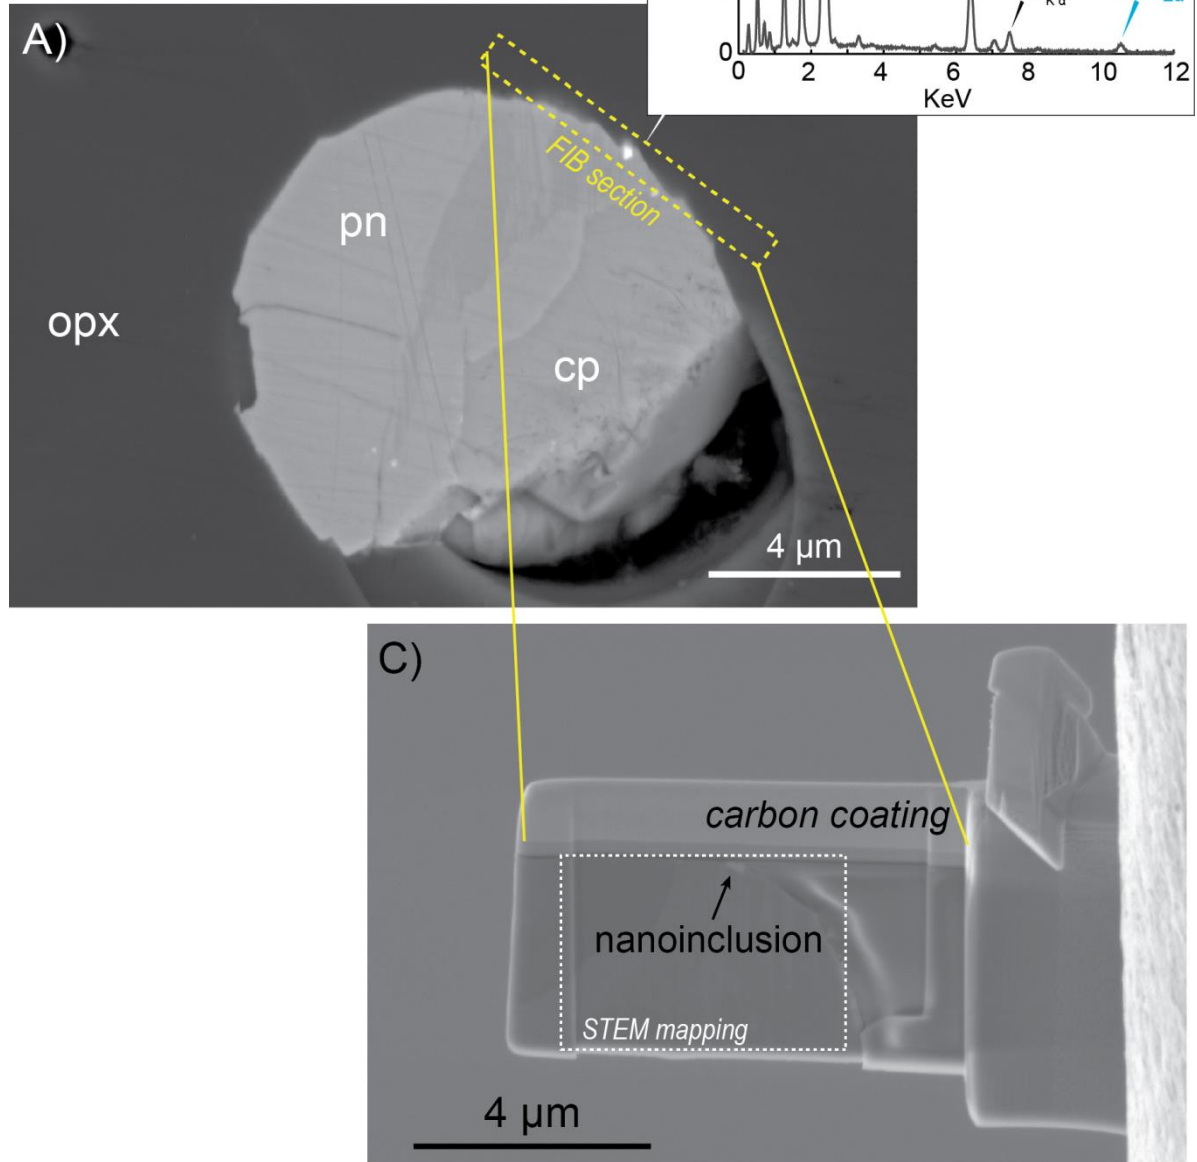 A)
Kα
0
0 2 4 6 8 10 12
KeV
FIB section
pn
opx
cp
4 µm
C)
carbon coating
nanoinclusion
STEM mapping
4 µm